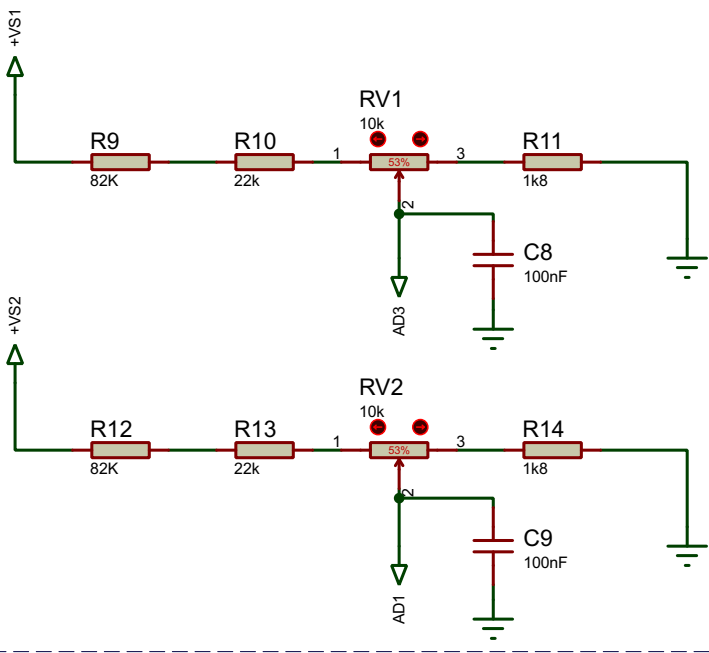 +VS1
RV1
10k
R9
R10
R11
1
53%
3
82K
22k
1k8
2
C8
100nF
AD3
+VS2
RV2
10k
R12
R13
R14
1
53%
3
82K
22k
1k8
2
C9
100nF
AD1